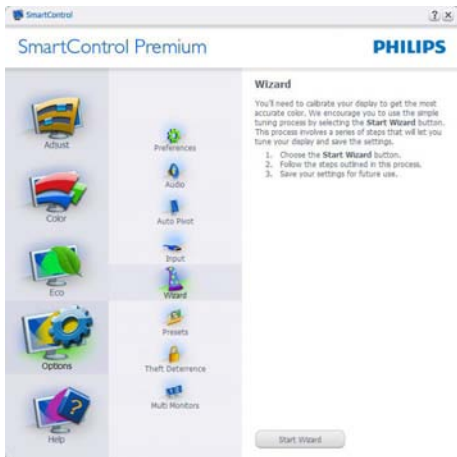 SmartControl
SmartControl Premium
PHILIPS
Adjust
Color
Eco
Options
Help
Preferences
Audio
Auto Pivot
Input
Wizard
Presets
Theft Deterrence
Multi Monitors
Wizard
You'll need to calibrate your display to get the most
accurate color. We encourage you to use the simple
tuning process by selecting the Start Wizard button.
This process involves a series of steps that will let you
tune your display and save the settings.
1. Choose the Start Wizard button.
2. Follow the steps outlined in this process.
3. Save your settings for future use.
Start Wizard